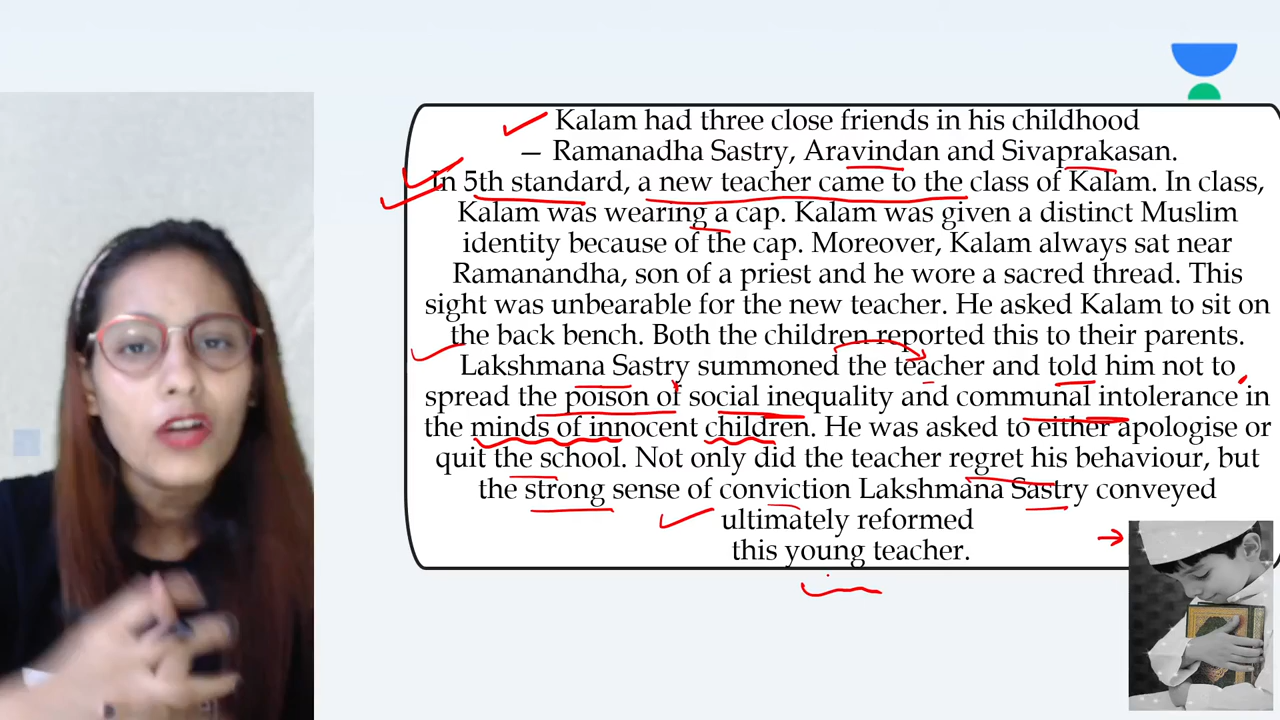 Kalam had three close friends in his childhood
— Ramanadha Sastry, Aravindan and Sivaprakasan.
In 5th standard, a new teacher came to the class of Kalam. In class,
Kalam was wearing a cap. Kalam was given a distinct Muslim
identity because of the cap. Moreover, Kalam always sat near
Ramanandha, son of a priest and he wore a sacred thread. This
sight was unbearable for the new teacher. He asked Kalam to sit on
the back bench. Both the children reported this to their parents.
Lakshmana Sastry summoned the teacher and told him not to
spread the poison of social inequality and communal intolerance in
the minds of innocent children. He was asked to either apologise or
quit the school. Not only did the teacher regret his behaviour, but
the strong sense of conviction Lakshmana Sastry conveyed
ultimately reformed
this young teacher.